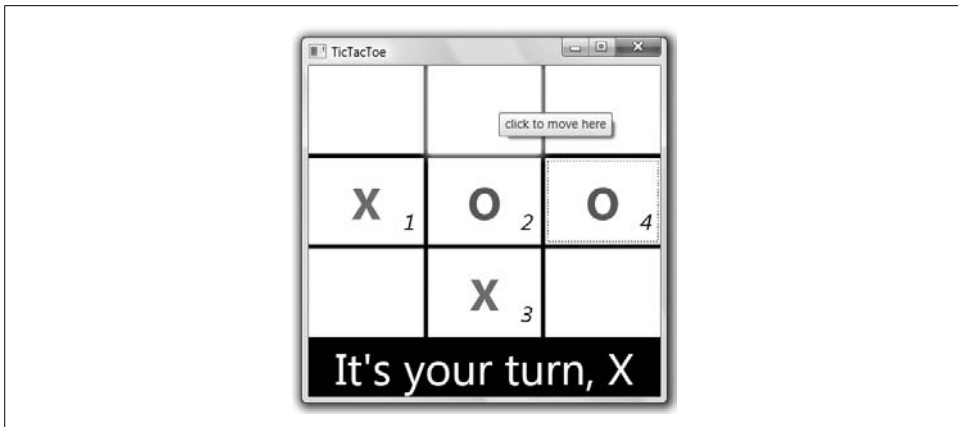 TicTacToe
click to move here
X 1 O 2 O 4
X 3
It's your turn, X